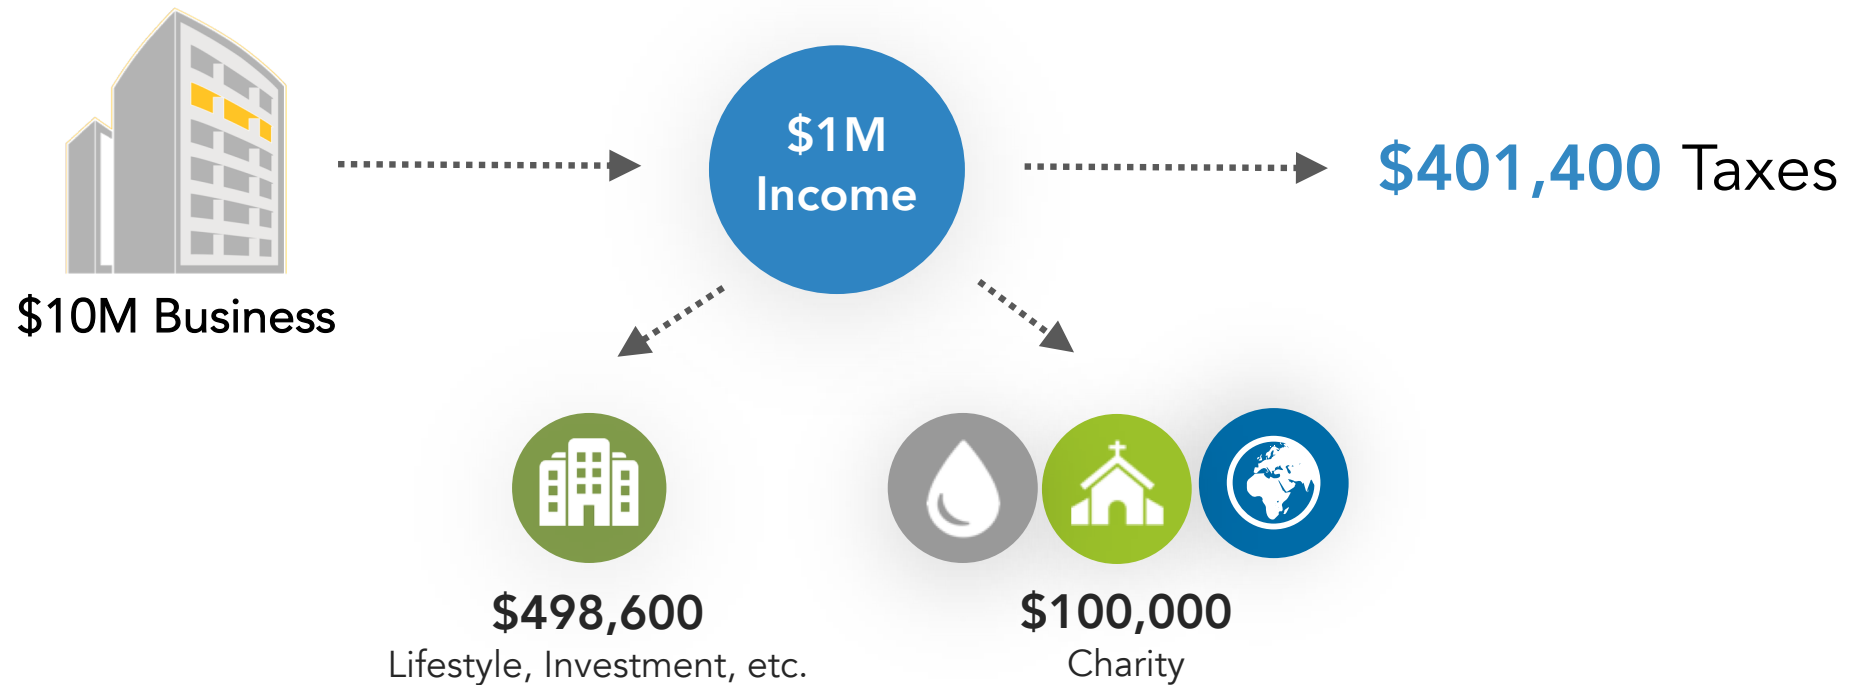 $1M
Income
$401,400 Taxes
$10M Business
$498,600
Lifestyle, Investment, etc.
$100,000
Charity